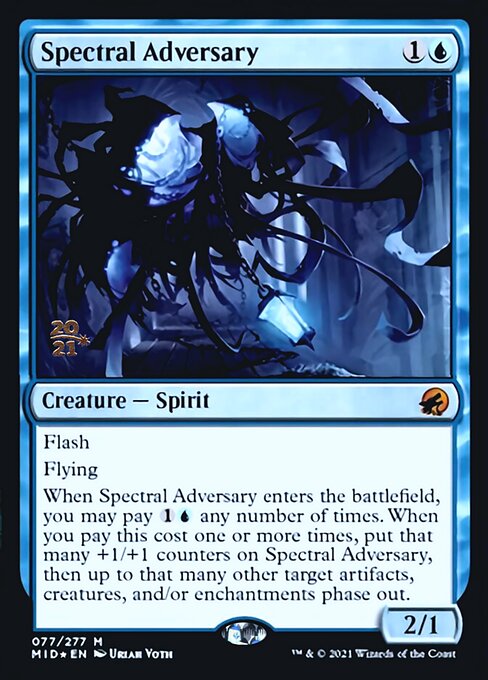 Spectral Adversary 1
20
21
Creature — Spirit
Flash
Flying
When Spectral Adversary enters the battlefield,
you may pay 1 any number of times. When
you pay this cost one or more times, put that
many +1/+1 counters on Spectral Adversary,
then up to that many other target artifacts,
creatures, and/or enchantments phase out.
2/1
077/277 M
MID★EN Uriah Voth
™ & © 2021 Wizards of the Coast